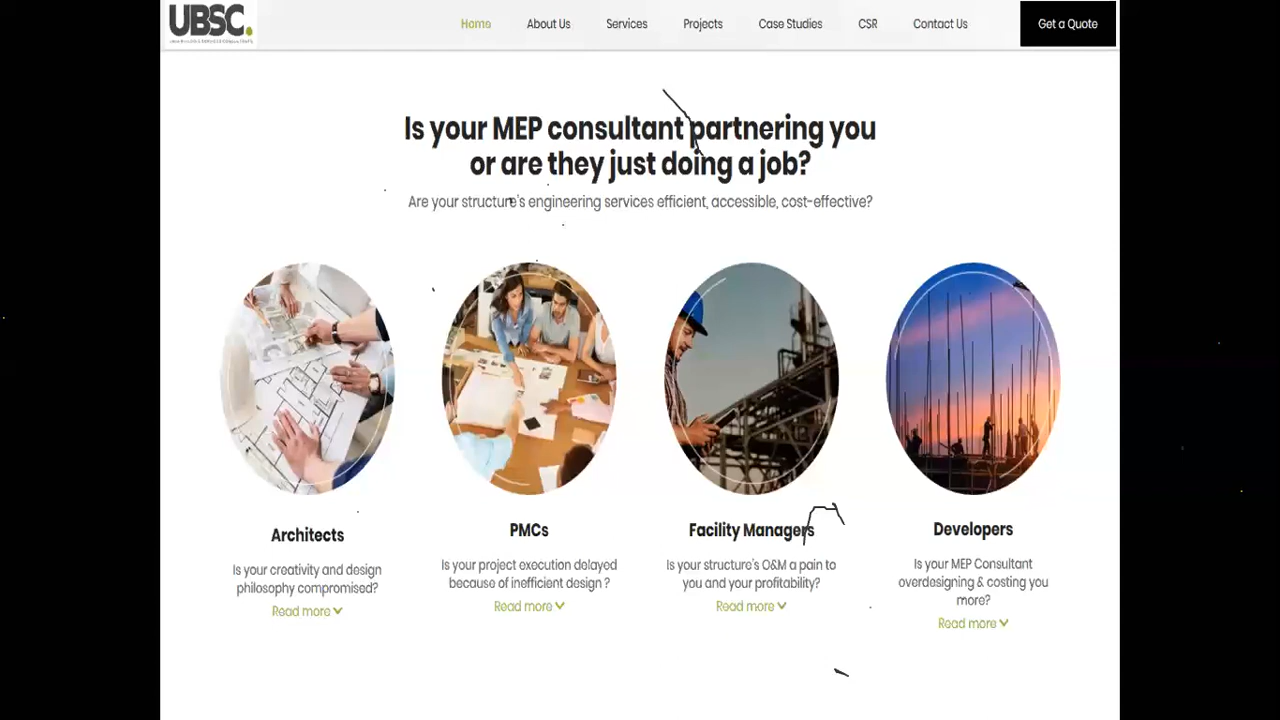 UBSC.
Home About Us Services Projects Case Studies CSR Contact Us Get a Quote
Is your MEP consultant partnering you
or are they just doing a job?
Are your structure's engineering services efficient, accessible, cost-effective?
Architects
Is your creativity and design
philosophy compromised?
Read more
PMCs
Is your project execution delayed
because of inefficient design ?
Read more
Facility Managers
Is your structure's O&M a pain to
you and your profitability?
Read more
Developers
Is your MEP Consultant
overdesigning & costing you
more?
Read more